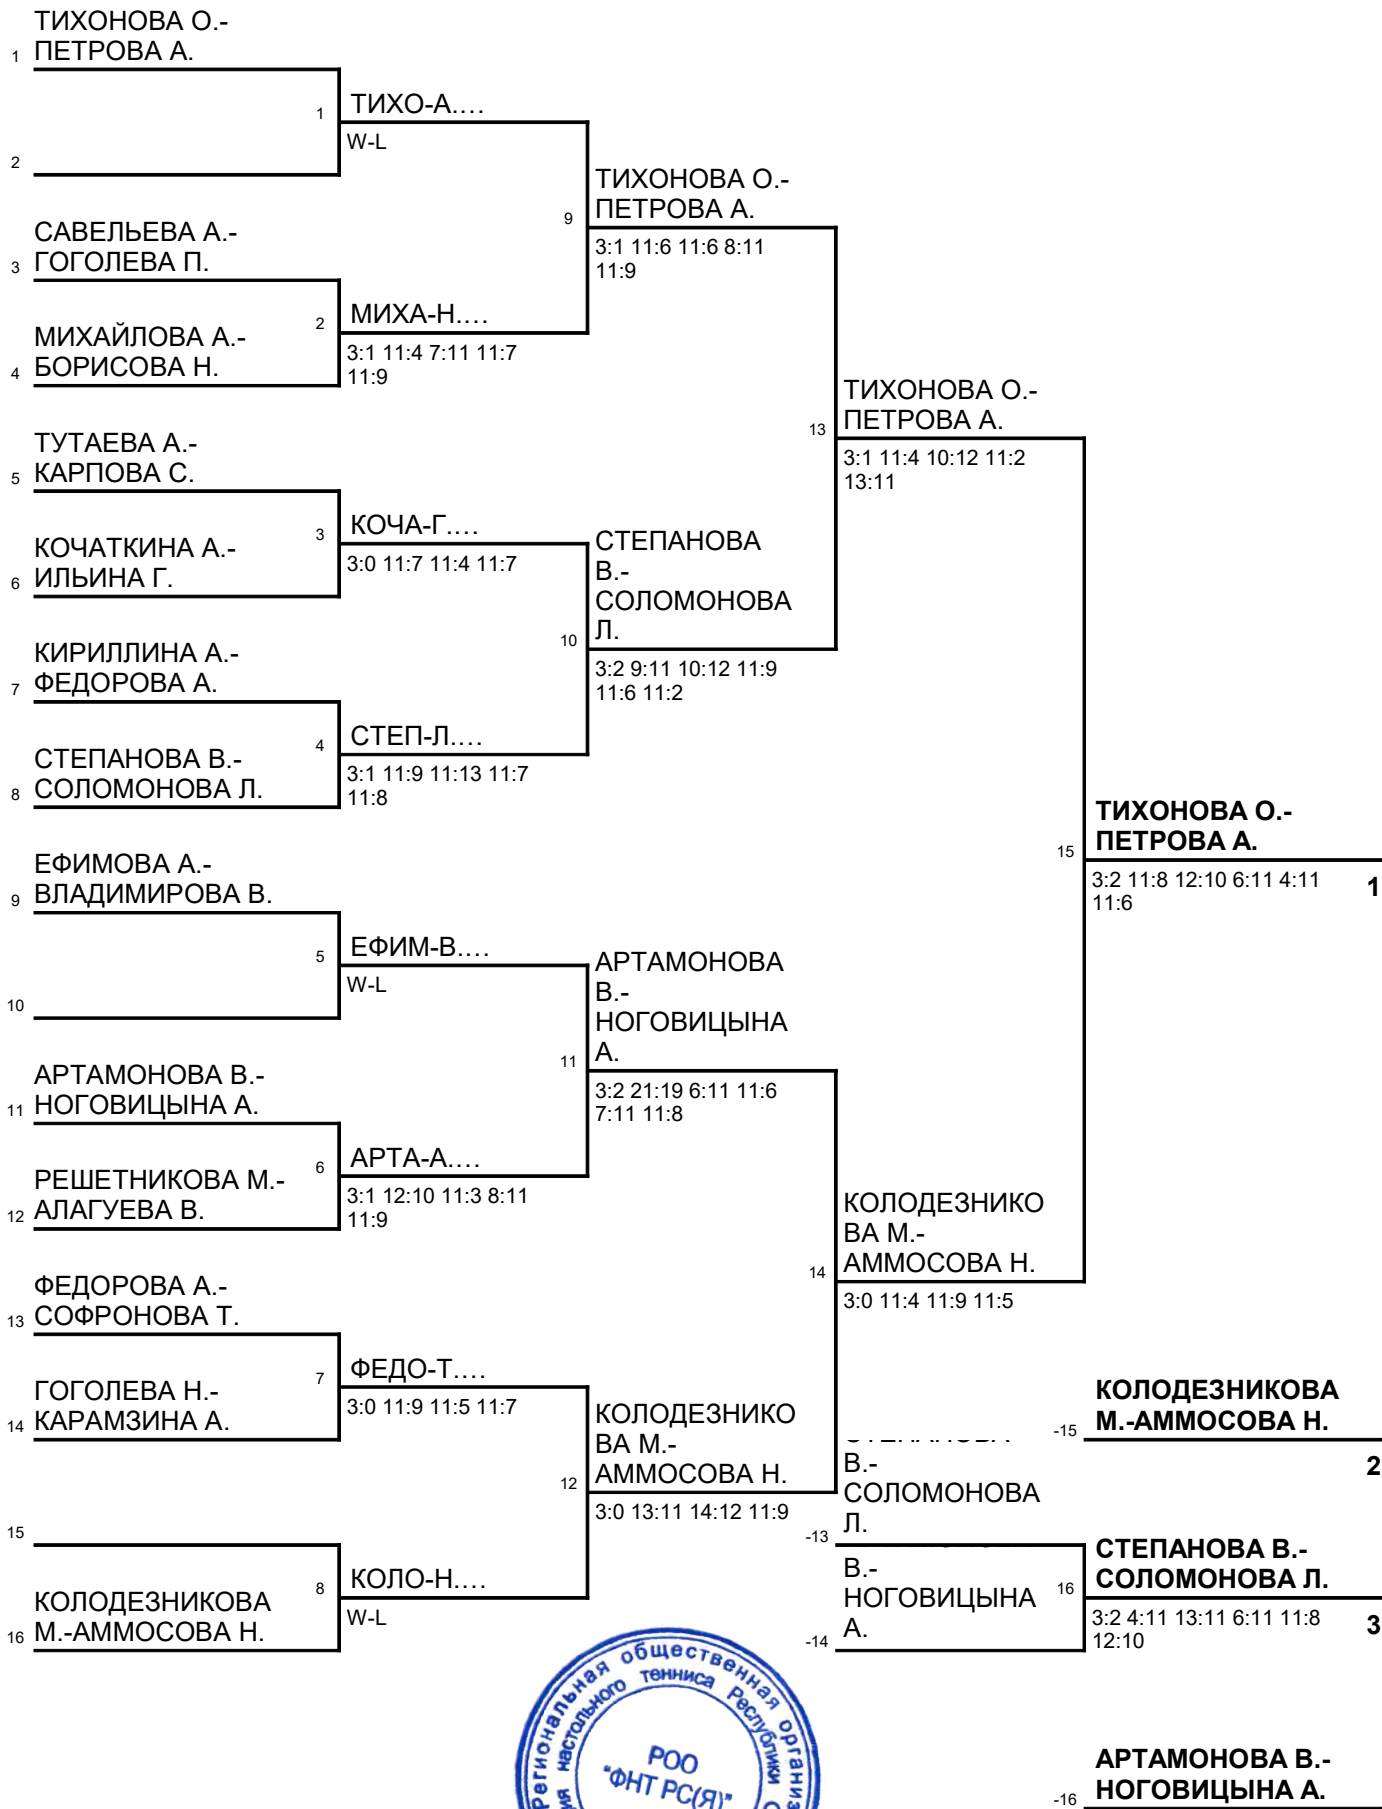 ТИХОНОВА О.-
1 ПЕТРОВА А.
1 ТИХО-А....
W-L
2
9 ТИХОНОВА О.-
ПЕТРОВА А.
3:1 11:6 11:6 8:11
11:9
САВЕЛЬЕВА А.-
3 ГОГОЛЕВА П.
2 МИХА-Н....
3:1 11:4 7:11 11:7
11:9
МИХАЙЛОВА А.-
4 БОРИСОВА Н.
13 ТИХОНОВА О.-
ПЕТРОВА А.
3:1 11:4 10:12 11:2
13:11
ТУТАЕВА А.-
5 КАРПОВА С.
3 КОЧА-Г....
3:0 11:7 11:4 11:7
КОЧАТКИНА А.-
6 ИЛЬИНА Г.
10 СТЕПАНОВА
В.-
СОЛОМОНОВА
Л.
3:2 9:11 10:12 11:9
11:6 11:2
КИРИЛЛИНА А.-
7 ФЕДОРОВА А.
4 СТЕП-Л....
3:1 11:9 11:13 11:7
11:8
СТЕПАНОВА В.-
8 СОЛОМОНОВА Л.
15 ТИХОНОВА О.-
ПЕТРОВА А.
3:2 11:8 12:10 6:11 4:11
11:6
1
ЕФИМОВА А.-
9 ВЛАДИМИРОВА В.
5 ЕФИМ-В....
W-L
10
11 АРТАМОНОВА
В.-
НОГОВИЦЫНА
А.
3:2 21:19 6:11 11:6
7:11 11:8
АРТАМОНОВА В.-
11 НОГОВИЦЫНА А.
6 АРТА-А....
3:1 12:10 11:3 8:11
11:9
РЕШЕТНИКОВА М.-
12 АЛАГУЕВА В.
14 КОЛОДЕЗНИКО
ВА М.-
АММОСОВА Н.
3:0 11:4 11:9 11:5
ФЕДОРОВА А.-
13 СОФРОНОВА Т.
7 ФЕДО-Т....
3:0 11:9 11:5 11:7
ГОГОЛЕВА Н.-
14 КАРАМЗИНА А.
12 КОЛОДЕЗНИКО
ВА М.-
АММОСОВА Н.
3:0 13:11 14:12 11:9
15
8 КОЛО-Н....
W-L
КОЛОДЕЗНИКОВА
16 М.-АММОСОВА Н.
-15 КОЛОДЕЗНИКОВА
М.-АММОСОВА Н.
2
В.-
СОЛОМОНОВА
-13 Л.
В.-
НОГОВИЦЫНА
-14 А.
16 СТЕПАНОВА В.-
СОЛОМОНОВА Л.
3:2 4:11 13:11 6:11 11:8
12:10
3
Региональная общественная
настольного тенниса Республики
РОО
"ФНТ РС(Я)"
АРТАМОНОВА В.-
-16 НОГОВИЦЫНА А.